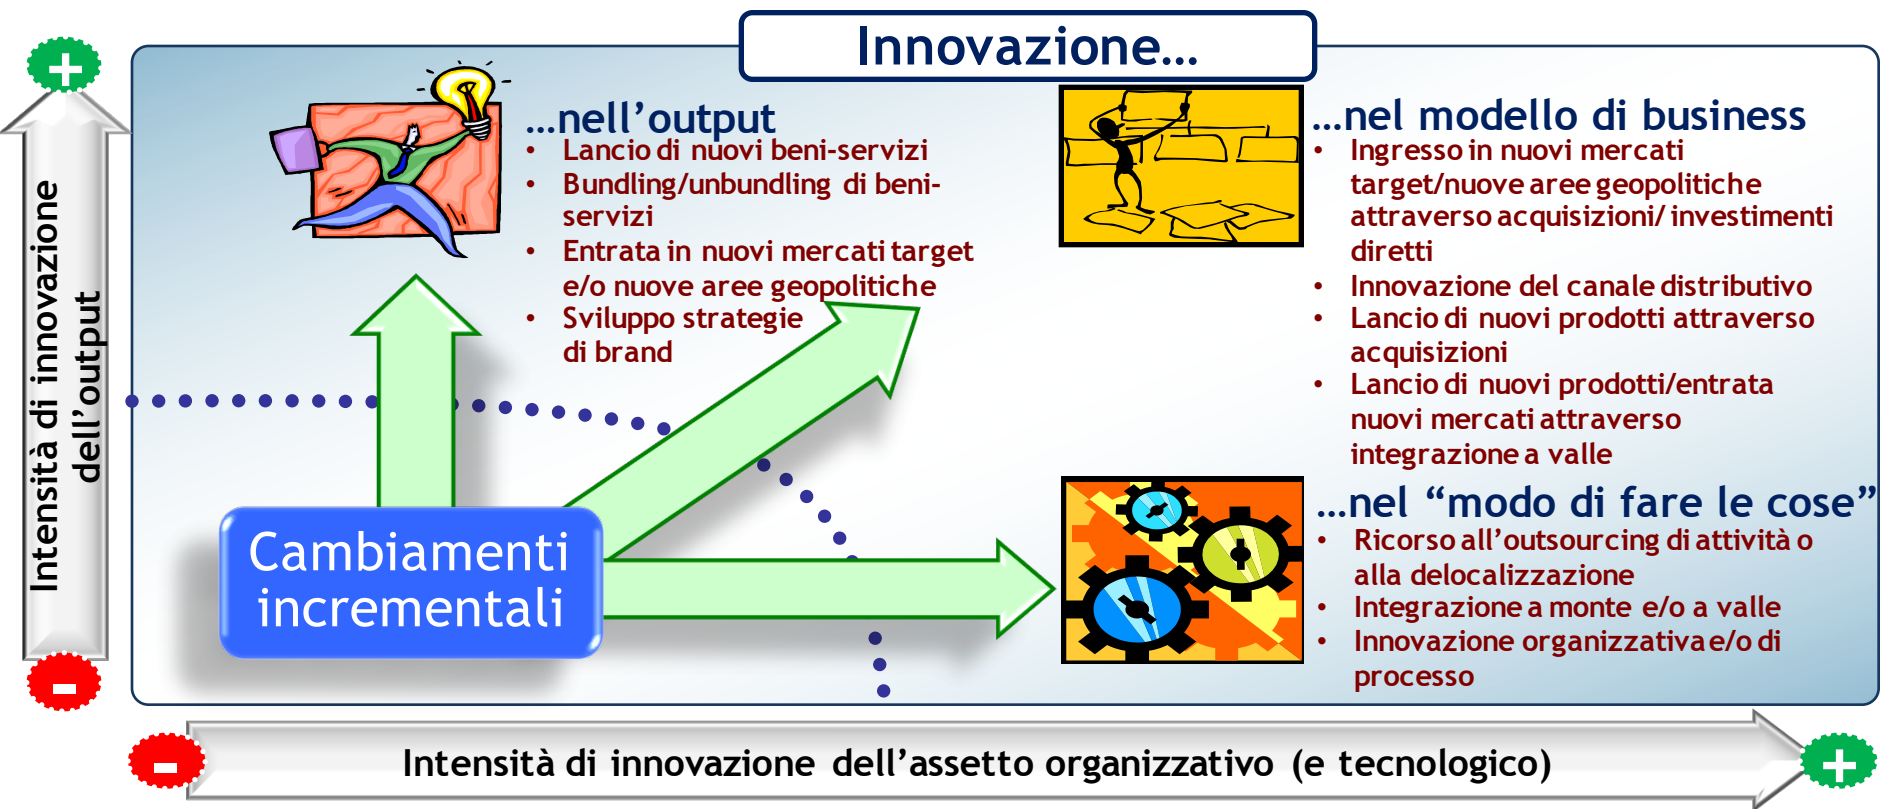 Innovazione…
+
Intensità di innovazione
dell’output
-
…nell’output
• Lancio di nuovi beni-servizi
• Bundling/unbundling di beni-
servizi
• Entrata in nuovi mercati target
e/o nuove aree geopolitiche
• Sviluppo strategie
di brand
…nel modello di business
• Ingresso in nuovi mercati
target/nuove aree geopolitiche
attraverso acquisizioni/ investimenti
diretti
• Innovazione del canale distributivo
• Lancio di nuovi prodotti attraverso
acquisizioni
• Lancio di nuovi prodotti/entrata
nuovi mercati attraverso
integrazione a valle
Cambiamenti
incrementali
…nel “modo di fare le cose”
• Ricorso all’outsourcing di attività o
alla delocalizzazione
• Integrazione a monte e/o a valle
• Innovazione organizzativa e/o di
processo
-
Intensità di innovazione dell’assetto organizzativo (e tecnologico)
+